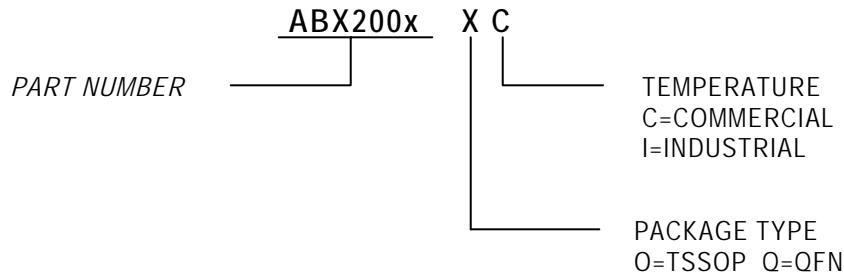 ABX200x X C
PART NUMBER
TEMPERATURE
C=COMMERCIAL
I=INDUSTRIAL
PACKAGE TYPE
O=TSSOP Q=QFN